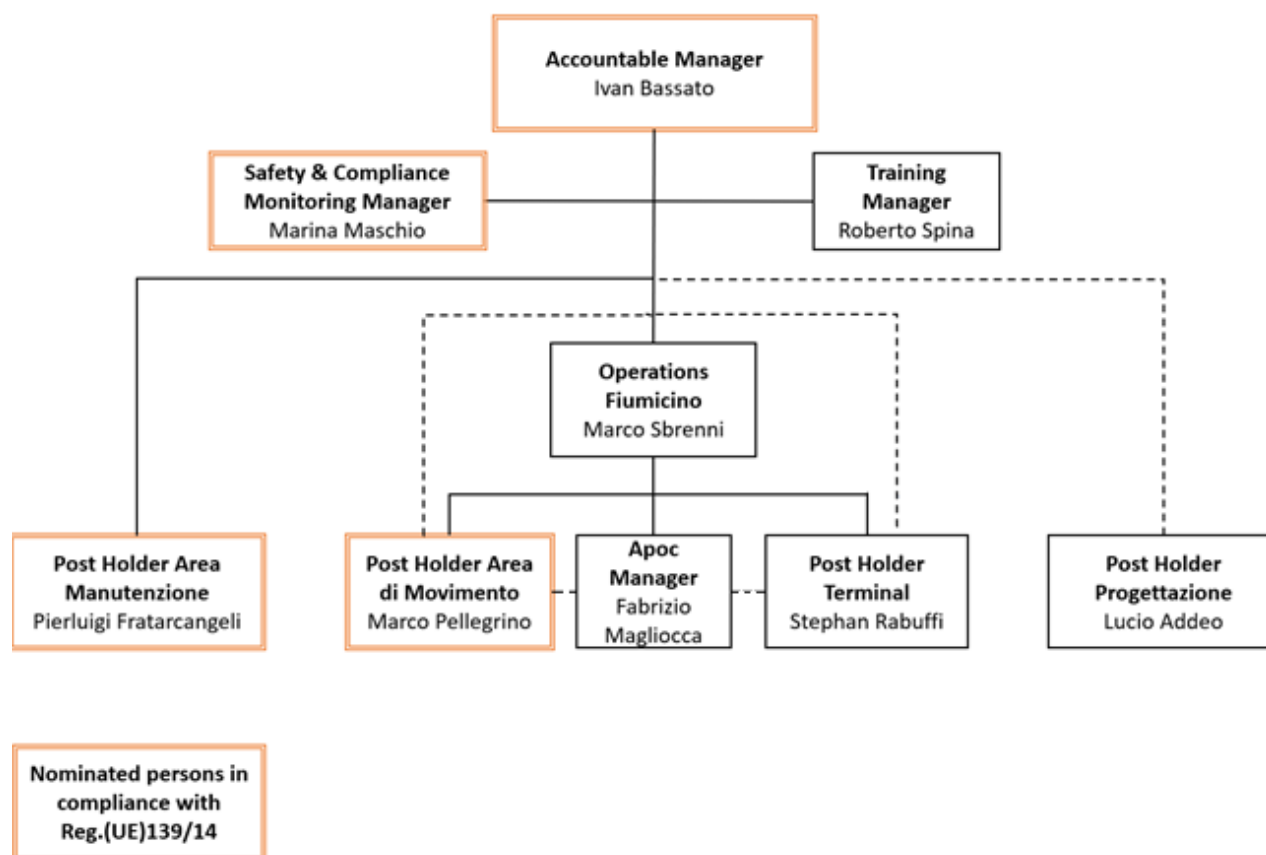 Accountable Manager
Ivan Bassato
Safety & Compliance
Monitoring Manager
Marina Maschio
Training
Manager
Roberto Spina
Operations
Fiumicino
Marco Sbrenni
Post Holder Area
Manutenzione
Pierluigi Fratarcangeli
Post Holder Area
di Movimento
Marco Pellegrino
Apoc
Manager
Fabrizio
Magliocca
Post Holder
Terminal
Stephan Rabuffi
Post Holder
Progettazione
Lucio Addeo
Nominated persons in
compliance with
Reg.(UE)139/14